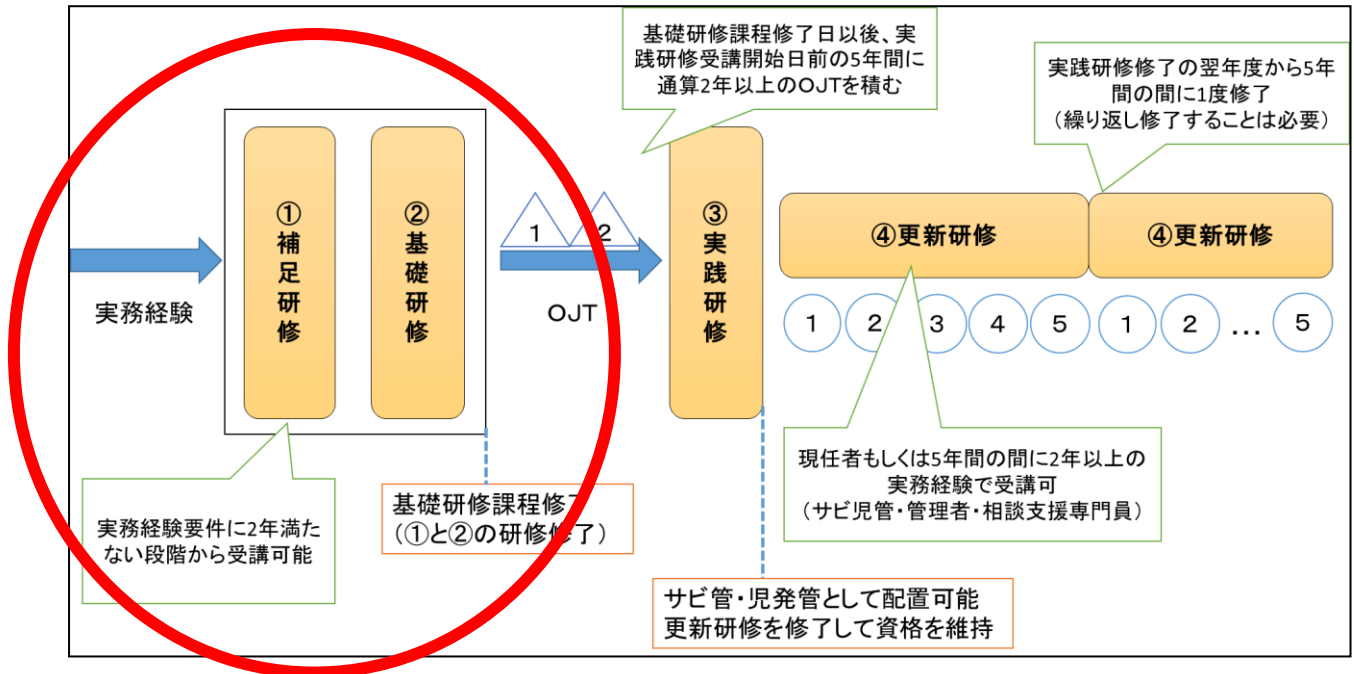 基礎研修課程修了日以後、実
践研修受講開始日前の5年間に
通算2年以上のOJTを積む
実践研修修了の翌年度から5年
間の間に1度修了
（繰り返し修了することは必要）
実務経験
①補足研修
②基礎研修
1
2
OJT
③実践研修
④更新研修
④更新研修
1
2
3
4
5
1
2
…
5
実務経験要件に2年満た
ない段階から受講可能
基礎研修課程修了
（①と②の研修修了）
現任者もしくは5年間の間に2年以上の
実務経験で受講可
（サビ児管・管理者・相談支援専門員）
サビ管・児発管として配置可能
更新研修を修了して資格を維持